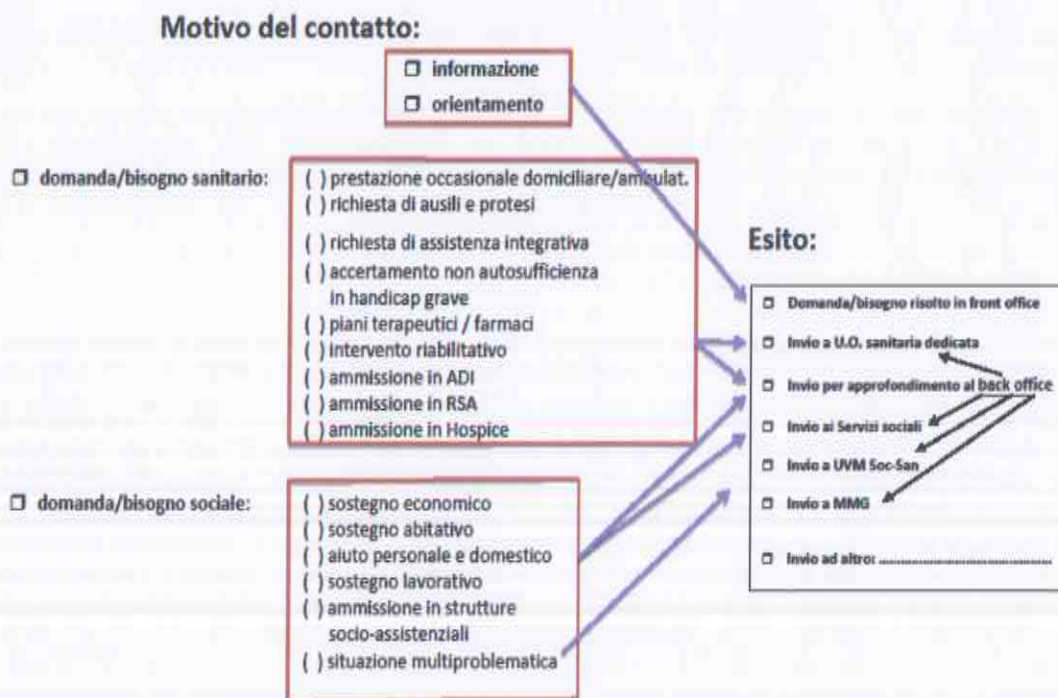 Motivo del contatto:
❒ informazione
❒ orientamento
❒ domanda/bisogno sanitario:
( ) prestazione occasionale domiciliare/ambulat.
( ) richiesta di ausili e protesi
( ) richiesta di assistenza integrativa
( ) accertamento non autosufficienza
in handicap grave
( ) piani terapeutici / farmaci
( ) intervento riabilitativo
( ) ammissione in ADI
( ) ammissione in RSA
( ) ammissione in Hospice
❒ domanda/bisogno sociale:
( ) sostegno economico
( ) sostegno abitativo
( ) aiuto personale e domestico
( ) sostegno lavorativo
( ) ammissione in strutture
socio-assistenziali
( ) situazione multiproblematica
Esito:
❒ Domanda/bisogno risolto in front office
❒ Invio a U.O. sanitaria dedicata
❒ Invio per approfondimento al back office
❒ Invio ai Servizi sociali
❒ Invio a UVM Soc-San
❒ Invio a MMG
❒ Invio ad altro: ........................................